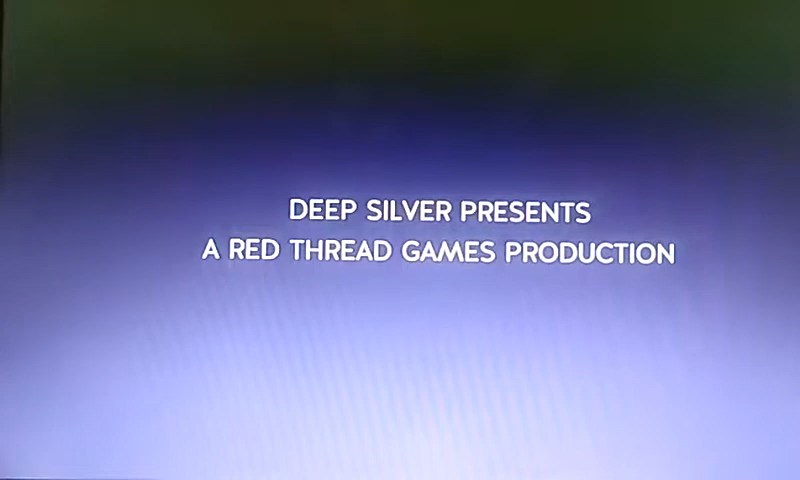 DEEP SILVER PRESENTS
A RED THREAD GAMES PRODUCTION